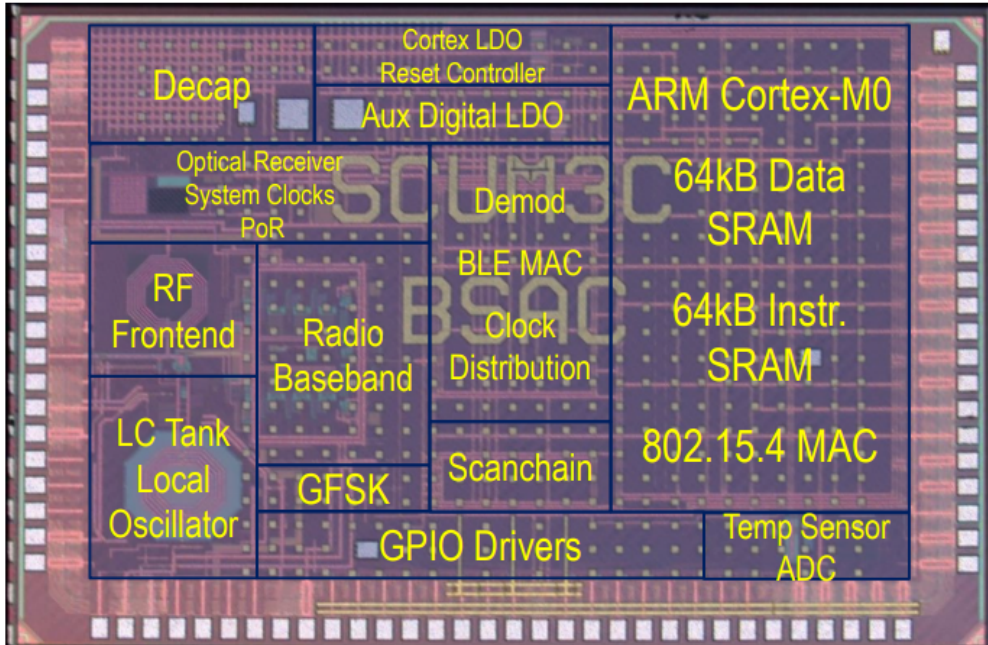 Decap
Cortex LDO
Reset Controller
Aux Digital LDO
ARM Cortex-M0
64kB Data
SRAM
64kB Instr.
SRAM
802.15.4 MAC
Optical Receiver
System Clocks
PoR
SCUM3C
BSAC
Demod
BLE MAC
Clock
Distribution
RF
Frontend
Radio
Baseband
LC Tank
Local
Oscillator
GFSK
Scanchain
GPIO Drivers
Temp Sensor
ADC